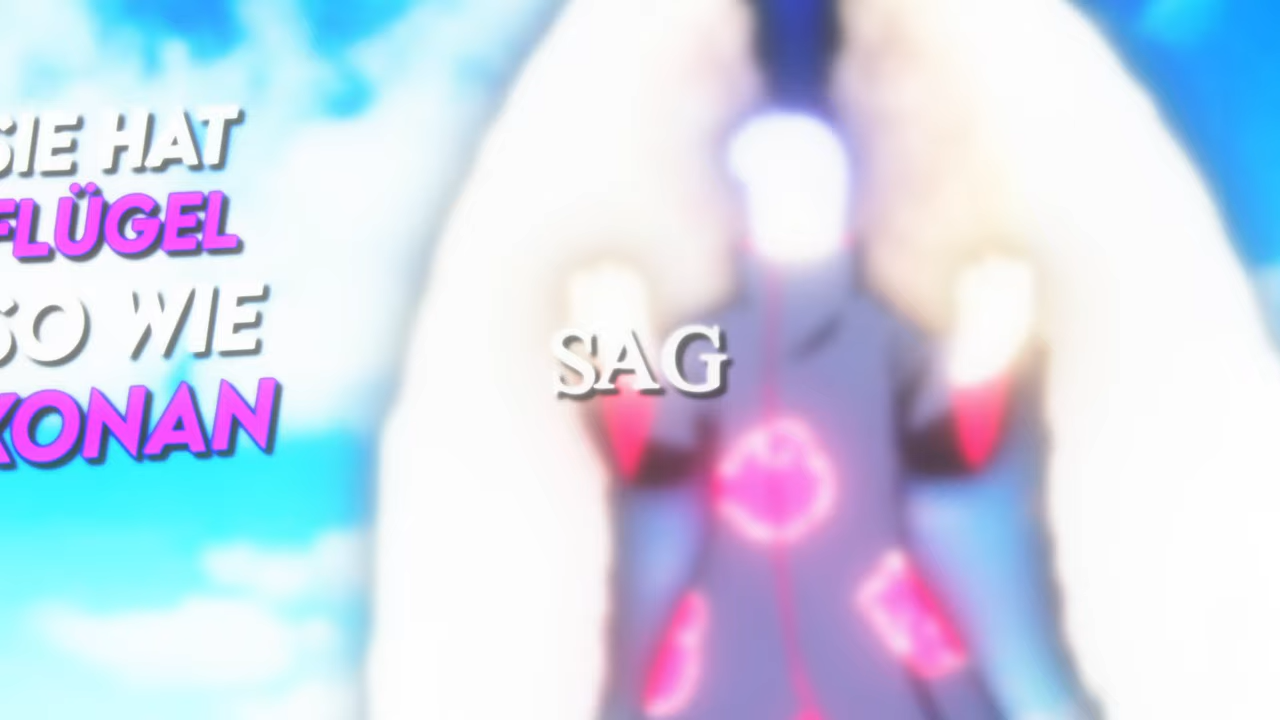 SIE HAT
FLÜGEL
SO WIE
KONAN
SAG